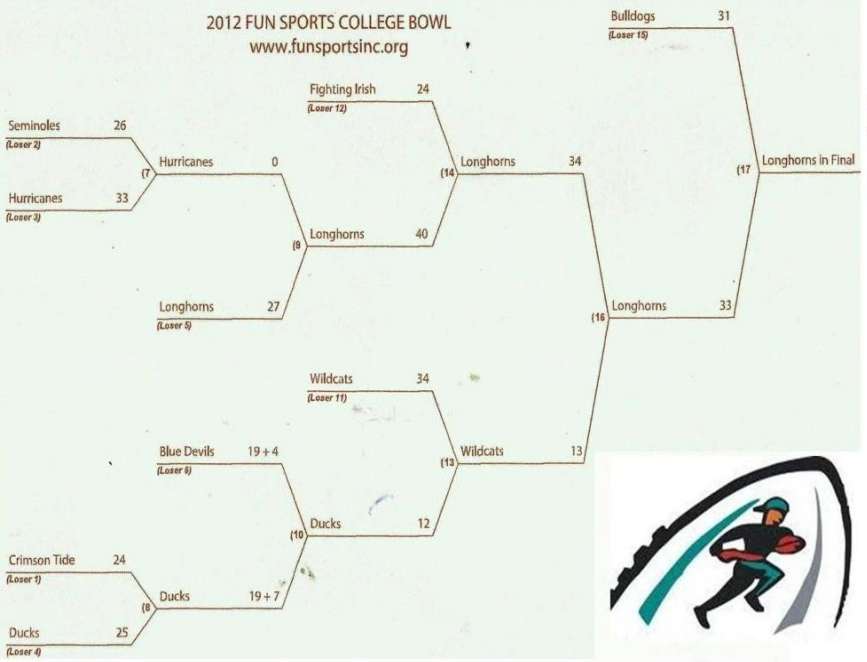 2012 FUN SPORTS COLLEGE BOWL
www.funsportsinc.org
Bulldogs 31
(Loser 15)
Fighting Irish 24
(Loser 12)
Seminoles 26
(Loser 2)
(7 Hurricanes 0
(14 Longhorns 34
(17 Longhorns in Final
Hurricanes 33
(Loser 3)
(9 Longhorns 40
Longhorns 27
(Loser 5)
(16 Longhorns 33
Wildcats 34
(Loser 11)
Blue Devils 19 + 4
(Loser 6)
(13 Wildcats 13
(10 Ducks 12
Crimson Tide 24
(Loser 1)
(8 Ducks 19 + 7
Ducks 25
(Loser 4)